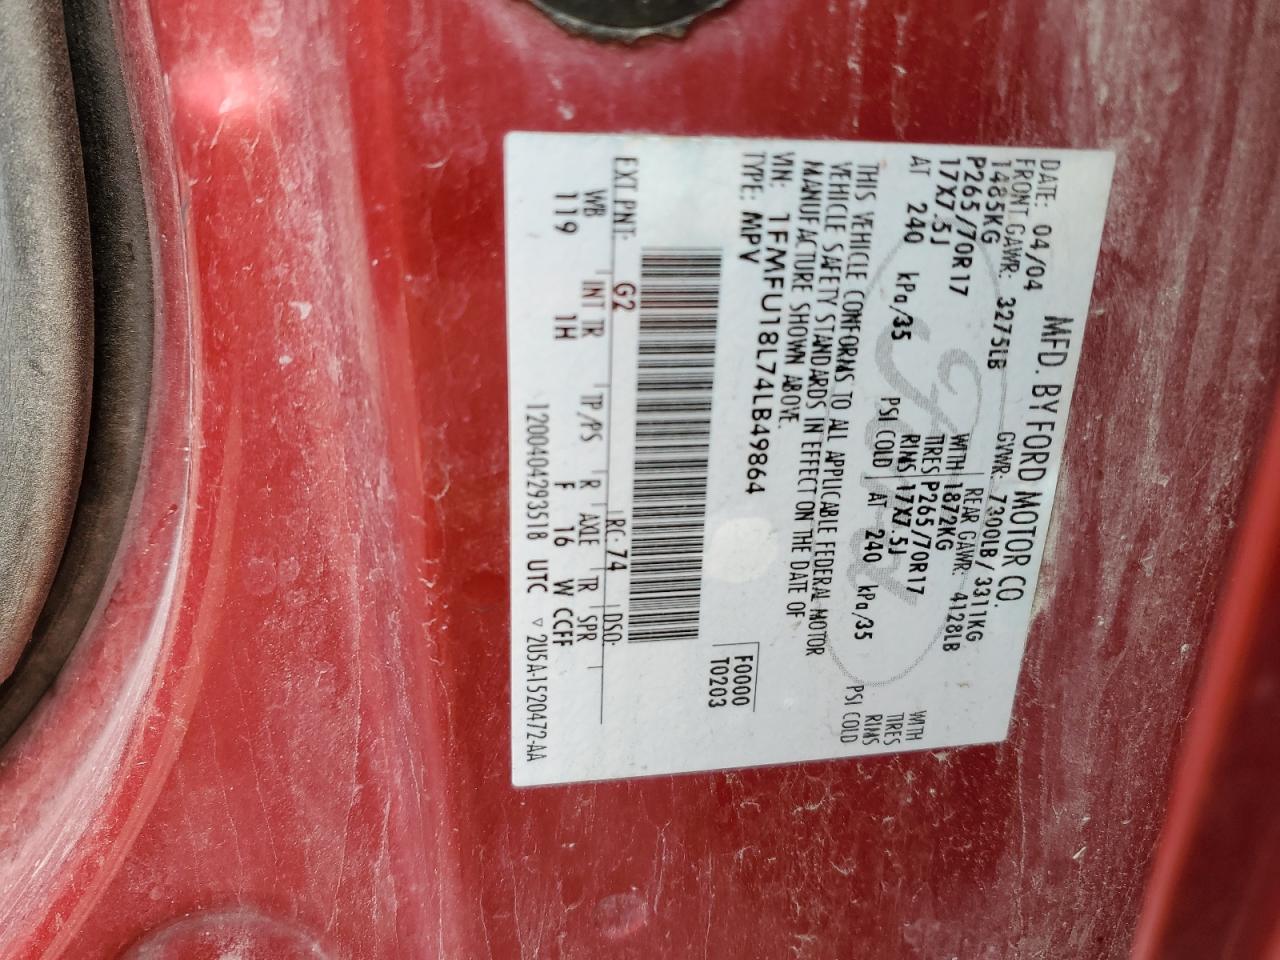 MFD. BY FORD MOTOR CO.
DATE: 04/04 GVWR: 7300LB/3311KG
FRONT GAWR: 3275LB REAR GAWR: 4128LB
1485KG WITH 1872KG WITH
P265/70R17 TIRES P265/70R17 TIRES
17X7.5J RIMS 17X7.5J RIMS
AT 240 kPa/35 PSI COLD AT 240 kPa/35 PSI COLD
THIS VEHICLE CONFORMS TO ALL APPLICABLE FEDERAL MOTOR
VEHICLE SAFETY STANDARDS IN EFFECT ON THE DATE OF
MANUFACTURE SHOWN ABOVE.
VIN: 1FMFU18L74LB49864
TYPE: MPV
F0000
T0203
EXT PNT: G2 RC: 74 DSO:
WB INT TR TP/PS R AXLE TR SPR
119 1H F 16 W CCFF
1200404293518 UTC ▽ 2U5A-1520472-AA